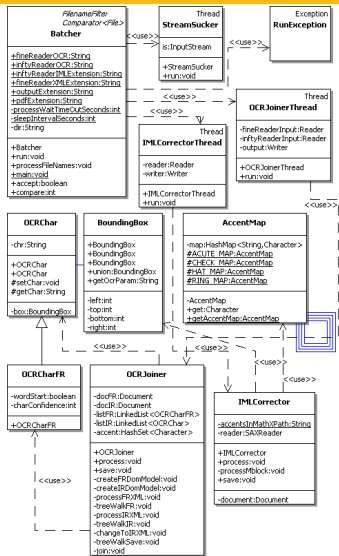 FilenameFilter
Comparator<File>
Batcher
+fineReaderOCR:String
+inftyReaderOCR:String
+inftyReaderIMLExtension:String
+fineReaderXMLExtension:String
+outputExtension:String
+pdfExtension:String
-processWaitTimeOutSeconds:int
-sleepIntervalSeconds:int
-dir:String
+Batcher
+run:void
-processFileNames:void
+main:void
+accept:boolean
+compare:int
<<use>>
Thread
StreamSucker
is:InputStream
+StreamSucker
+run:void
Exception
RunException
<<use>>
<<use>>
Thread
OCRJoinerThread
-fineReaderInput:Reader
-inftyReaderInput:Reader
-output:Writer
+OCRJoinerThread
+run:void
Thread
IMLCorrectorThread
-reader:Reader
-writer:Writer
+IMLCorrectorThread
+run:void
OCRChar
-chr:String
+OCRChar
+OCRChar
#setChar:void
#getChar:String
-box:BoundingBox
BoundingBox
+BoundingBox
+BoundingBox
+BoundingBox
+union:BoundingBox
+getOcrParam:String
-left:int
-top:int
-bottom:int
-right:int
AccentMap
-map:HashMap<String,Character>
#ACUTE_MAP:AccentMap
#CHECK_MAP:AccentMap
#HAT_MAP:AccentMap
#RING_MAP:AccentMap
-AccentMap
+get:Character
+getAccentMap:AccentMap
<<use>>
<<use>>
<<use>>
<<use>>
OCRCharFR
-wordStart:boolean
-charConfidence:int
+OCRCharFR
<<use>>
OCRJoiner
-docFR:Document
-docIR:Document
-listFR:LinkedList<OCRCharFR>
-listIR:LinkedList<OCRChar>
-accent:HashSet<Character>
+OCRJoiner
+process:void
+save:void
-createFRDomModel:void
-createIRDomModel:void
-processFRXML:void
-treeWalkFR:void
-processIRXML:void
-treeWalkIR:void
-changeToIRXML:void
-treeWalkSave:void
-join:void
IMLCorrector
-accentsInMathXPath:String
-reader:SAXReader
+IMLCorrector
+process:void
-processMblock:void
+save:void
-document:Document